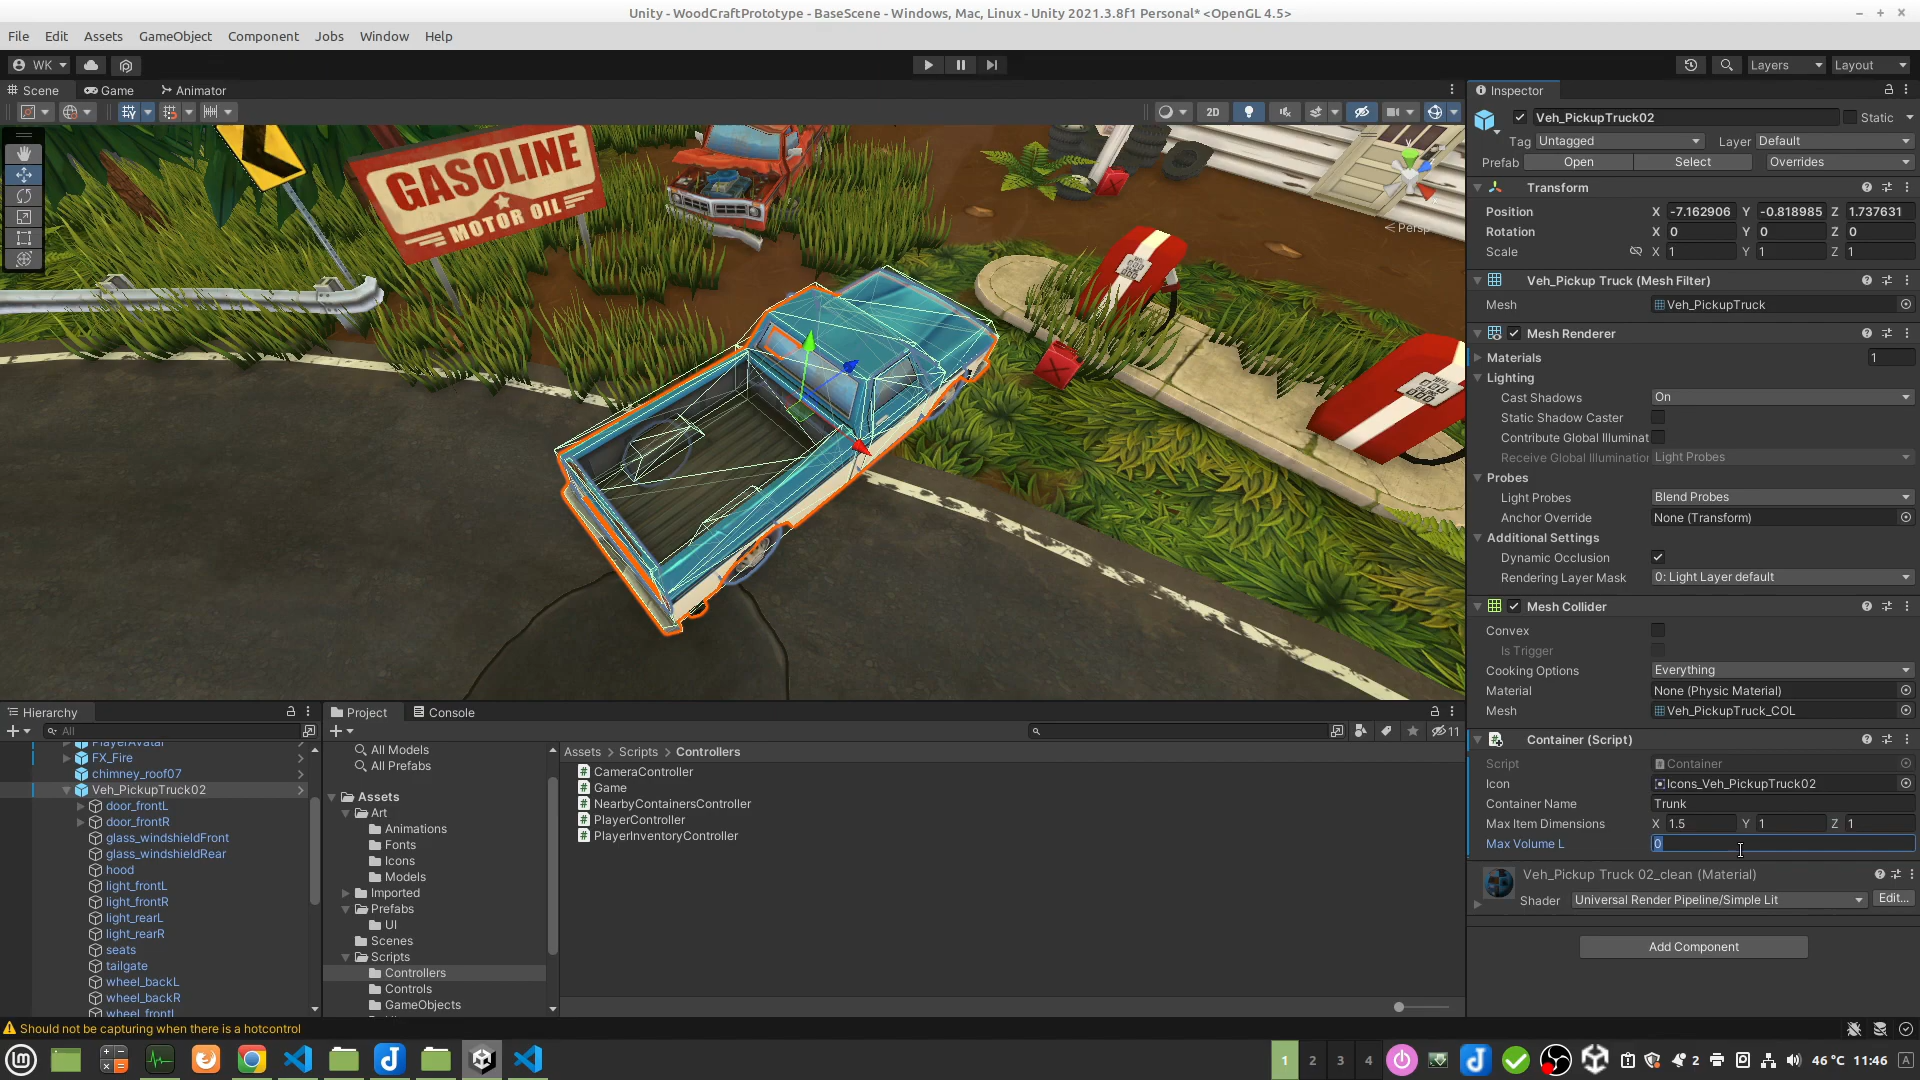 Unity - WoodCraftPrototype - BaseScene - Windows, Mac, Linux - Unity 2021.3.8f1 Personal* <OpenGL 4.5>
File Edit Assets GameObject Component Jobs Window Help
WK Layers Layout
Scene Game Animator
2D
GASOLINE
MOTOR OIL
< Persp
Inspector
Veh_PickupTruck02 Static
Tag Untagged Layer Default
Prefab Open Select Overrides
Transform
Position X -7.162906 Y -0.818985 Z 1.737631
Rotation X 0 Y 0 Z 0
Scale X 1 Y 1 Z 1
Veh_Pickup Truck (Mesh Filter)
Mesh Veh_PickupTruck
Mesh Renderer
Materials 1
Lighting
Cast Shadows On
Static Shadow Caster
Contribute Global Illuminat
Receive Global Illumination Light Probes
Probes
Light Probes Blend Probes
Anchor Override None (Transform)
Additional Settings
Dynamic Occlusion
Rendering Layer Mask 0: Light Layer default
Mesh Collider
Convex
Is Trigger
Cooking Options Everything
Material None (Physic Material)
Mesh Veh_PickupTruck_COL
Container (Script)
Script Container
Icon Icons_Veh_PickupTruck02
Container Name Trunk
Max Item Dimensions X 1.5 Y 1 Z 1
Max Volume L 0
Veh_Pickup Truck 02_clean (Material)
Shader Universal Render Pipeline/Simple Lit Edit...
Add Component
Hierarchy
All
PlayerAvatar
FX_Fire
chimney_roof07
Veh_PickupTruck02
door_frontL
door_frontR
glass_windshieldFront
glass_windshieldRear
hood
light_frontL
light_frontR
light_rearL
light_rearR
seats
tailgate
wheel_backL
wheel_backR
wheel_frontL
Project Console
11
All Models
All Prefabs
Assets
Art
Animations
Fonts
Icons
Models
Imported
Prefabs
UI
Scenes
Scripts
Controllers
Controls
GameObjects
Assets > Scripts > Controllers
CameraController
Game
NearbyContainersController
PlayerController
PlayerInventoryController
Should not be capturing when there is a hotcontrol
1 2 3 4 2 46 °C 11:46